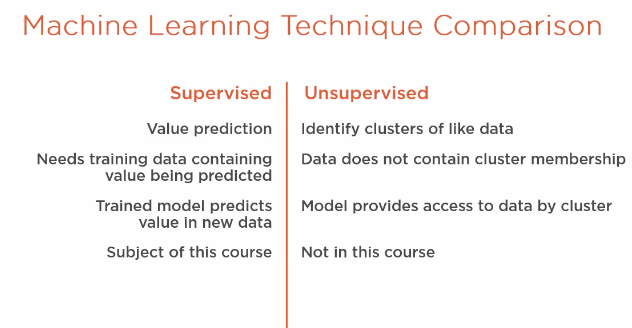 Machine Learning Technique Comparison
Supervised
Unsupervised
Value prediction
Identify clusters of like data
Needs training data containing
value being predicted
Data does not contain cluster membership
Trained model predicts
value in new data
Model provides access to data by cluster
Subject of this course
Not in this course